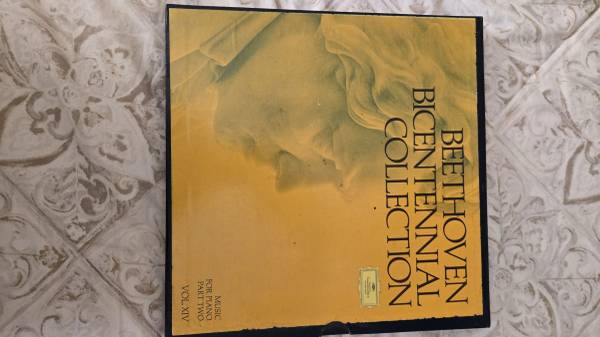 BEETHOVEN
BICENTENNIAL
COLLECTION
MUSIC
FOR PIANO
PART TWO
VOL. XIV